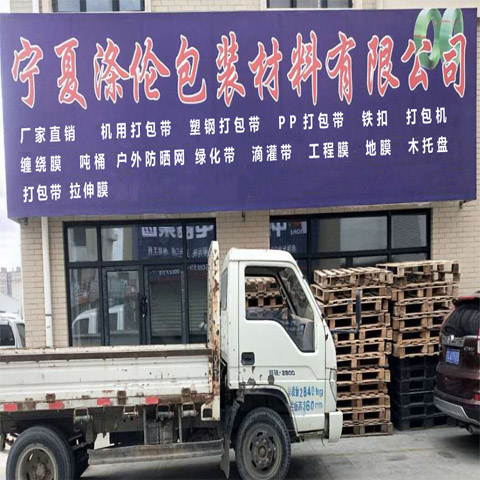 宁夏涤伦包装材料有限公司
厂家直销 机用打包带 塑钢打包带 PP打包带 铁扣 打包机
缠绕膜 吨桶 户外防晒网 绿化带 滴灌带 工程膜 地膜 木托盘
打包带 拉伸膜